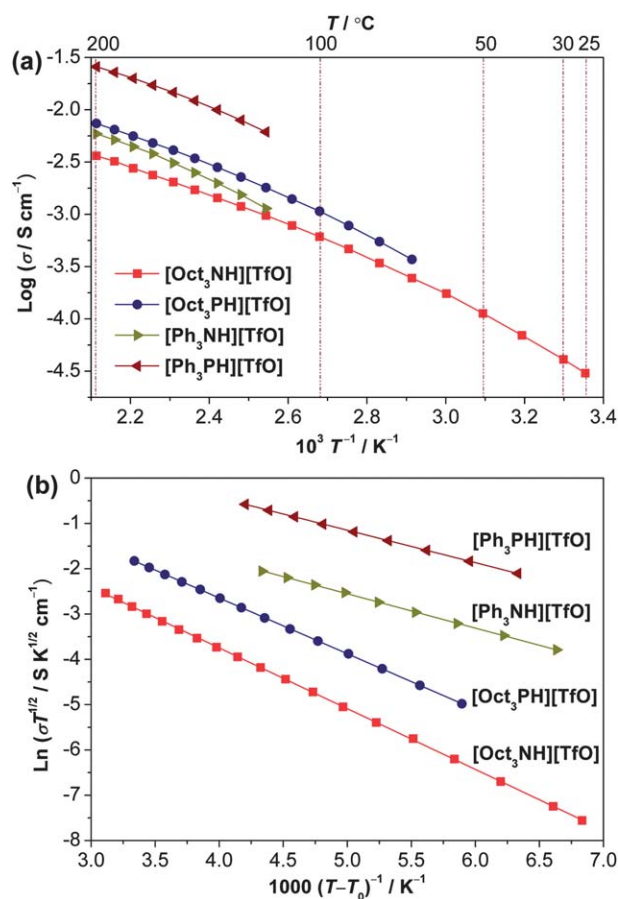 T / °C
200 100 50 30 25
(a)
-1.5
-2.0
-2.5
-3.0
-3.5
-4.0
-4.5
Log (σ / S cm⁻¹)
[Oct₃NH][TfO]
[Oct₃PH][TfO]
[Ph₃NH][TfO]
[Ph₃PH][TfO]
2.2 2.4 2.6 2.8 3.0 3.2 3.4
10³ T⁻¹ / K⁻¹
(b)
0
-1
-2
-3
-4
-5
-6
-7
-8
Ln (σT¹/² / S K¹/² cm⁻¹)
[Ph₃PH][TfO]
[Ph₃NH][TfO]
[Oct₃PH][TfO]
[Oct₃NH][TfO]
3.0 3.5 4.0 4.5 5.0 5.5 6.0 6.5 7.0
1000 (T–T₀)⁻¹ / K⁻¹